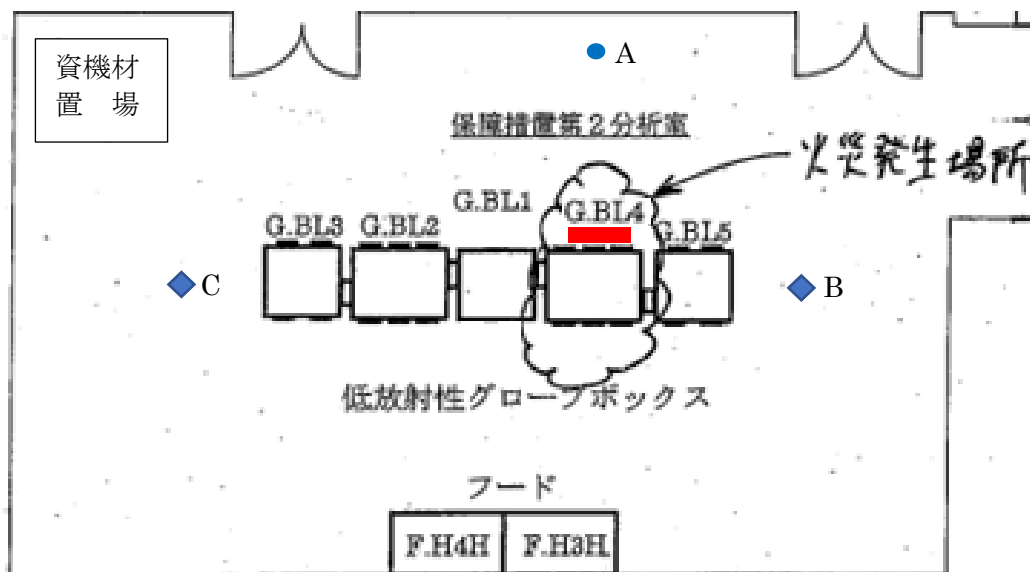 資機材
置　場
A
保障措置第2分析室
火災発生場所
G.BL1
G.BL4
G.BL3
G.BL2
G.BL5
C
B
低放射性グローブボックス
フード
F.H4H
F.H3H